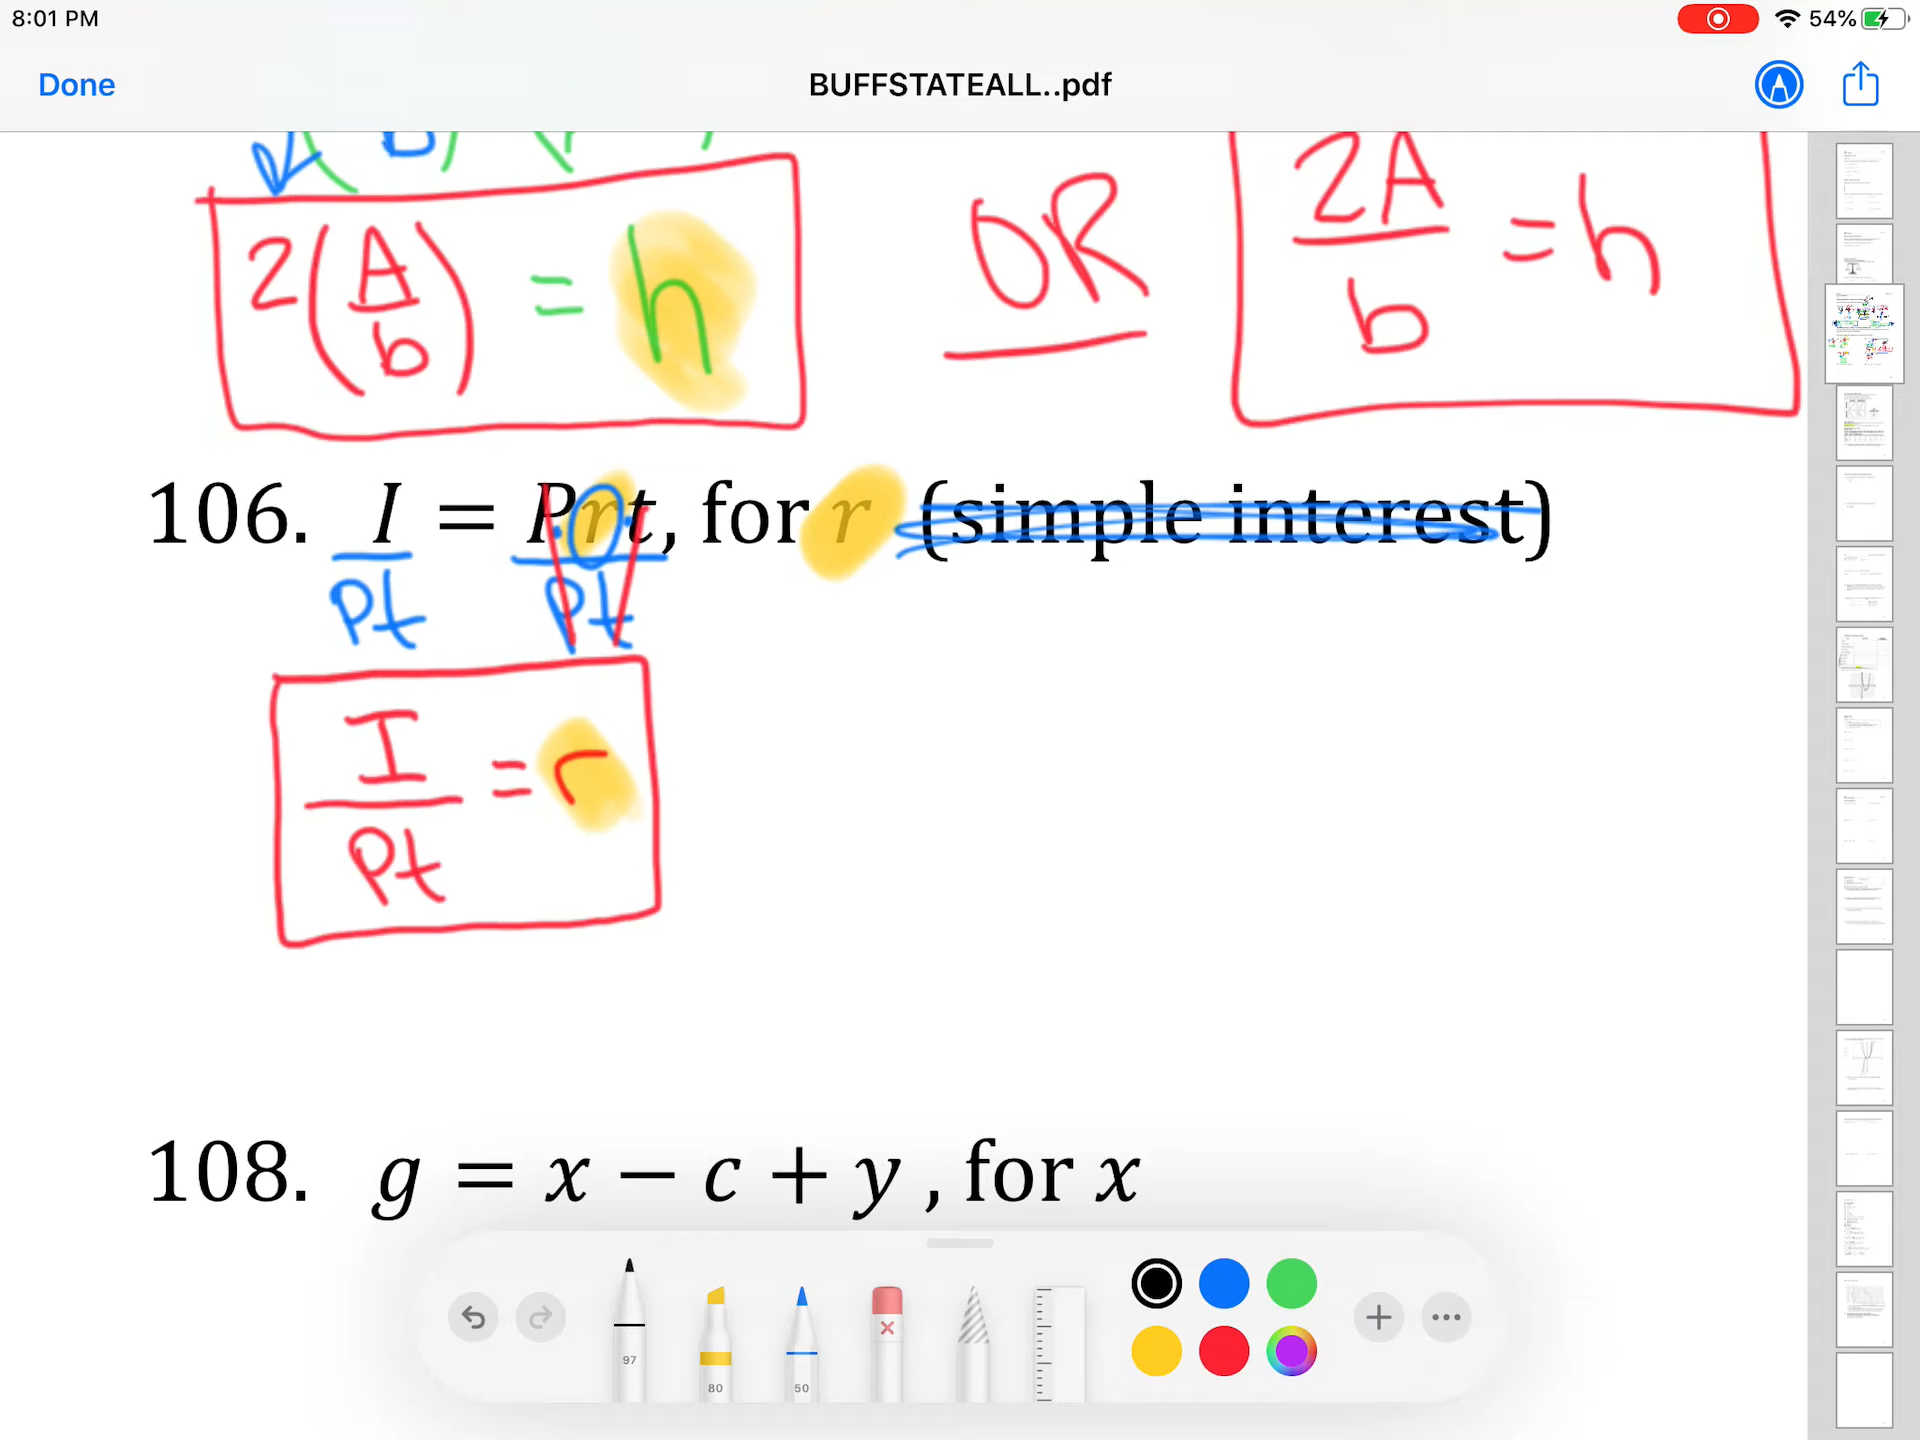 8:01 PM 54%
Done BUFFSTATEALL..pdf
b
2(A/b) = h OR 2A/b = h
106. I = Prt, for r (simple interest)
Pt Pt
I/Pt = r
108. g = x − c + y , for x
97 80 50